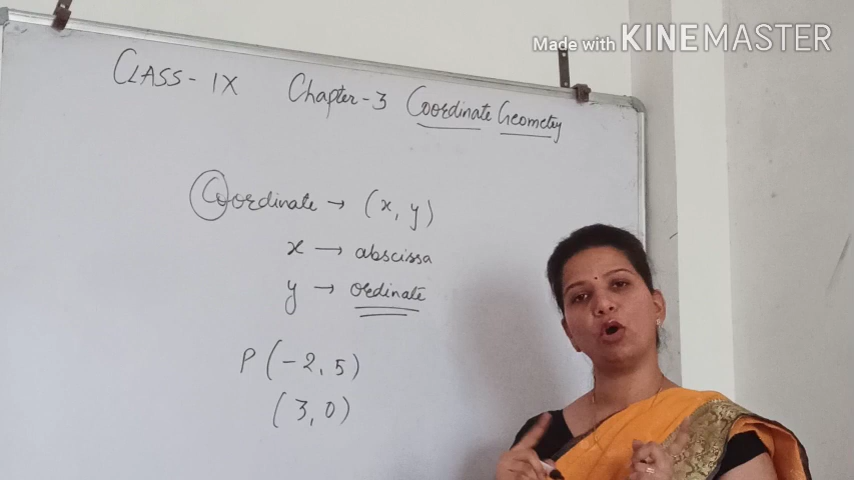 Made with KINEMASTER
CLASS - IX Chapter - 3 Coordinate Geometry
Coordinate → (x, y)
x → abscissa
y → ordinate
P (-2, 5)
(3, 0)